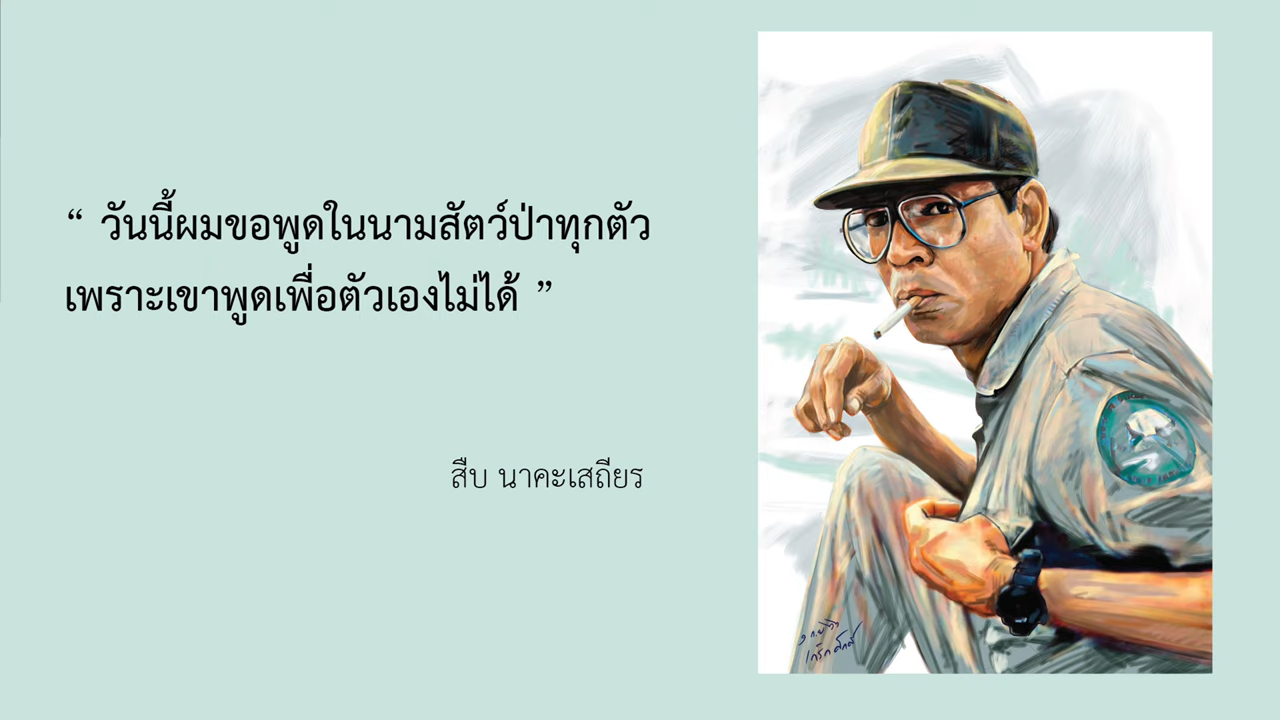 “ วันนี้ผมขอพูดในนามสัตว์ป่าทุกตัว
เพราะเขาพูดเพื่อตัวเองไม่ได้ ”
สืบ นาคะเสถียร